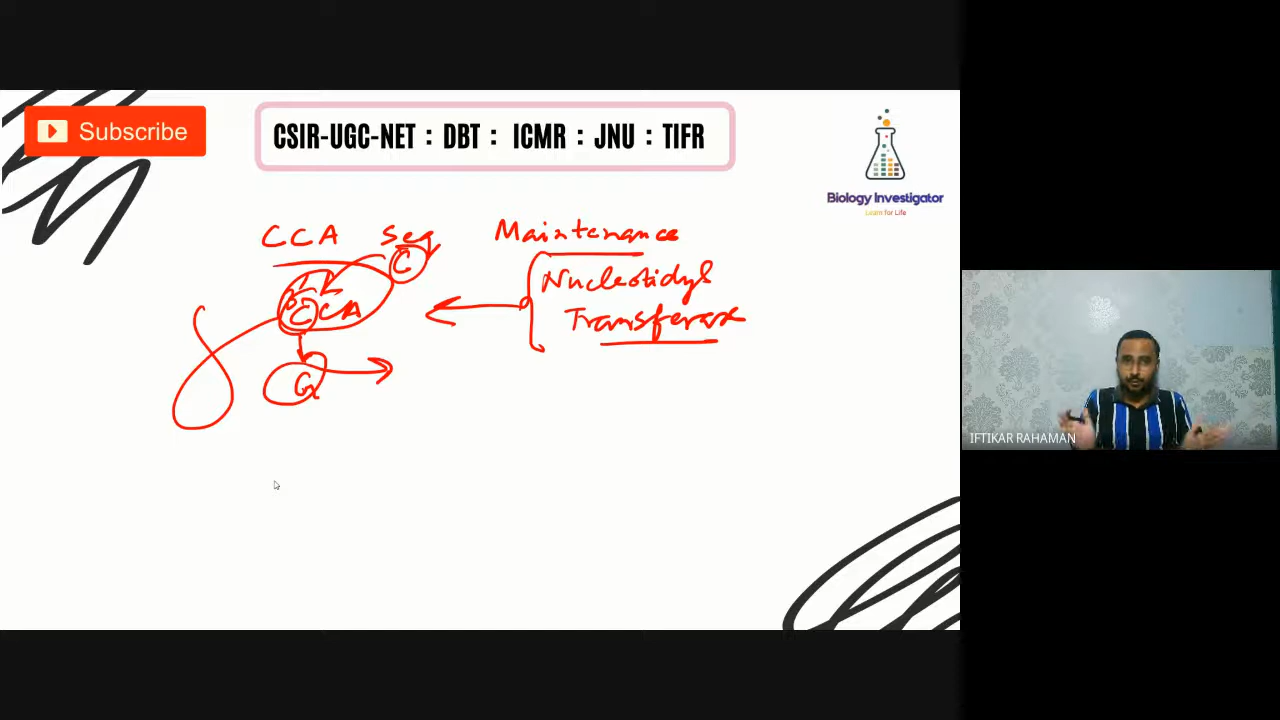 Subscribe
CSIR-UGC-NET : DBT : ICMR : JNU : TIFR
Biology Investigator
Learn for Life
CCA Seq
Maintenance
C
Nucleotidyl
Transferase
CCA
G
IFTIKAR RAHAMAN